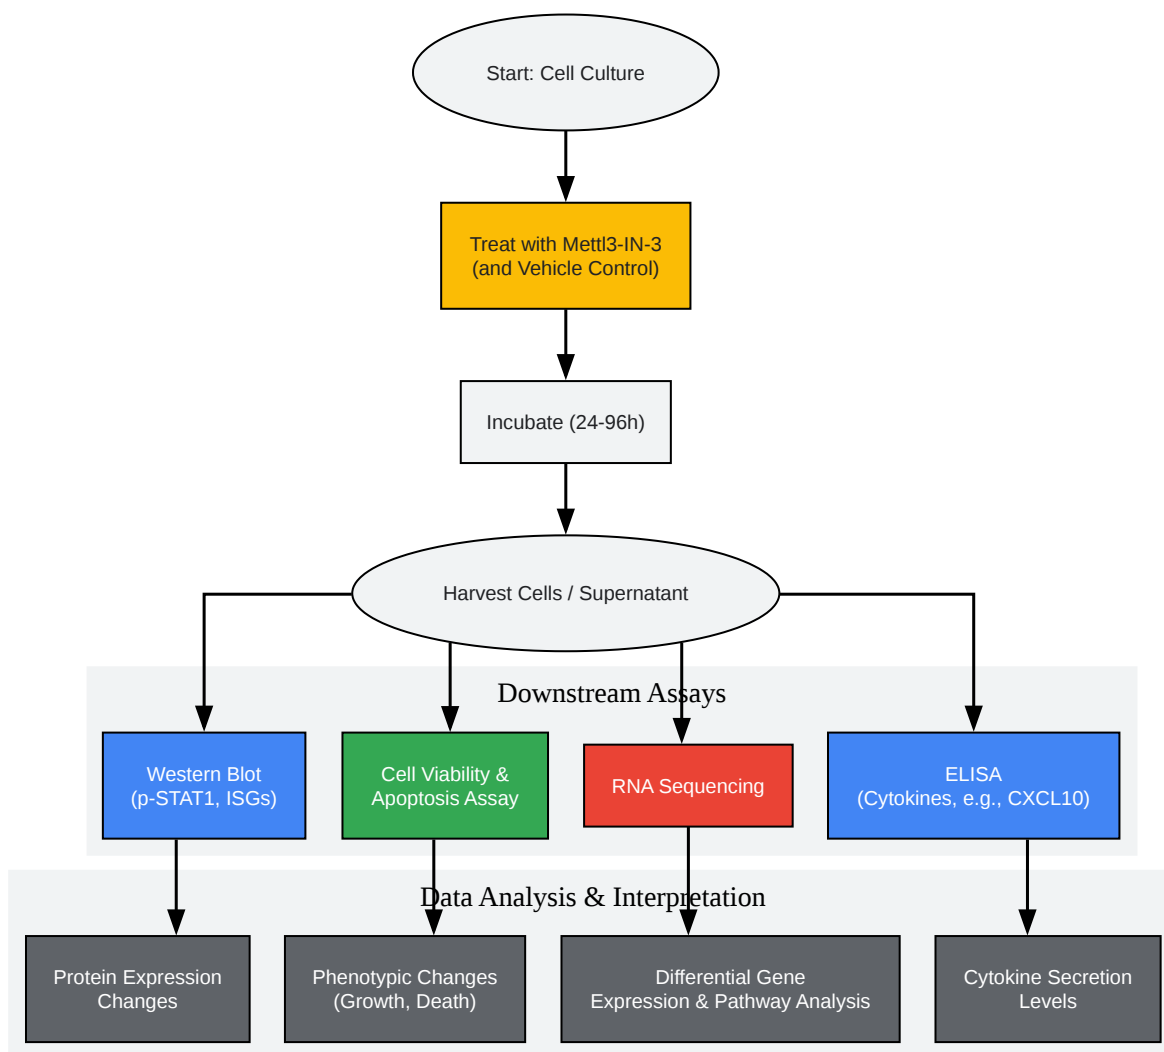 Start: Cell Culture
Treat with Mettl3-IN-3
(and Vehicle Control)
Incubate (24-96h)
Harvest Cells / Supernatant
Downstream Assays
Western Blot
(p-STAT1, ISGs)
Cell Viability &
Apoptosis Assay
RNA Sequencing
ELISA
(Cytokines, e.g., CXCL10)
Data Analysis & Interpretation
Protein Expression
Changes
Phenotypic Changes
(Growth, Death)
Differential Gene
Expression & Pathway Analysis
Cytokine Secretion
Levels